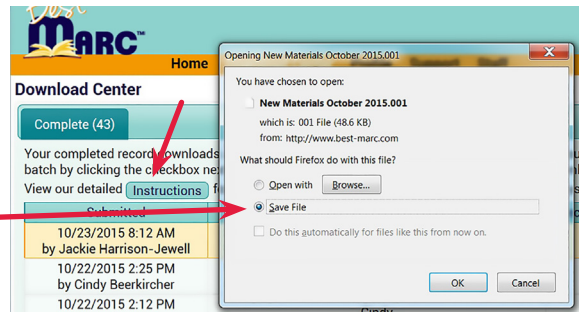 Best
MARC™
Home
Download Center
Complete (43)
Your completed record downloads
batch by clicking the checkbox ne
View our detailed Instructions f
Submitted
10/23/2015 8:12 AM
by Jackie Harrison-Jewell
10/22/2015 2:25 PM
by Cindy Beerkircher
10/22/2015 2:12 PM
Cindy
Opening New Materials October 2015.001
You have chosen to open:
New Materials October 2015.001
which is: 001 File (48.6 KB)
from: http://www.best-marc.com
What should Firefox do with this file?
Open with Browse...
Save File
Do this automatically for files like this from now on.
OK Cancel